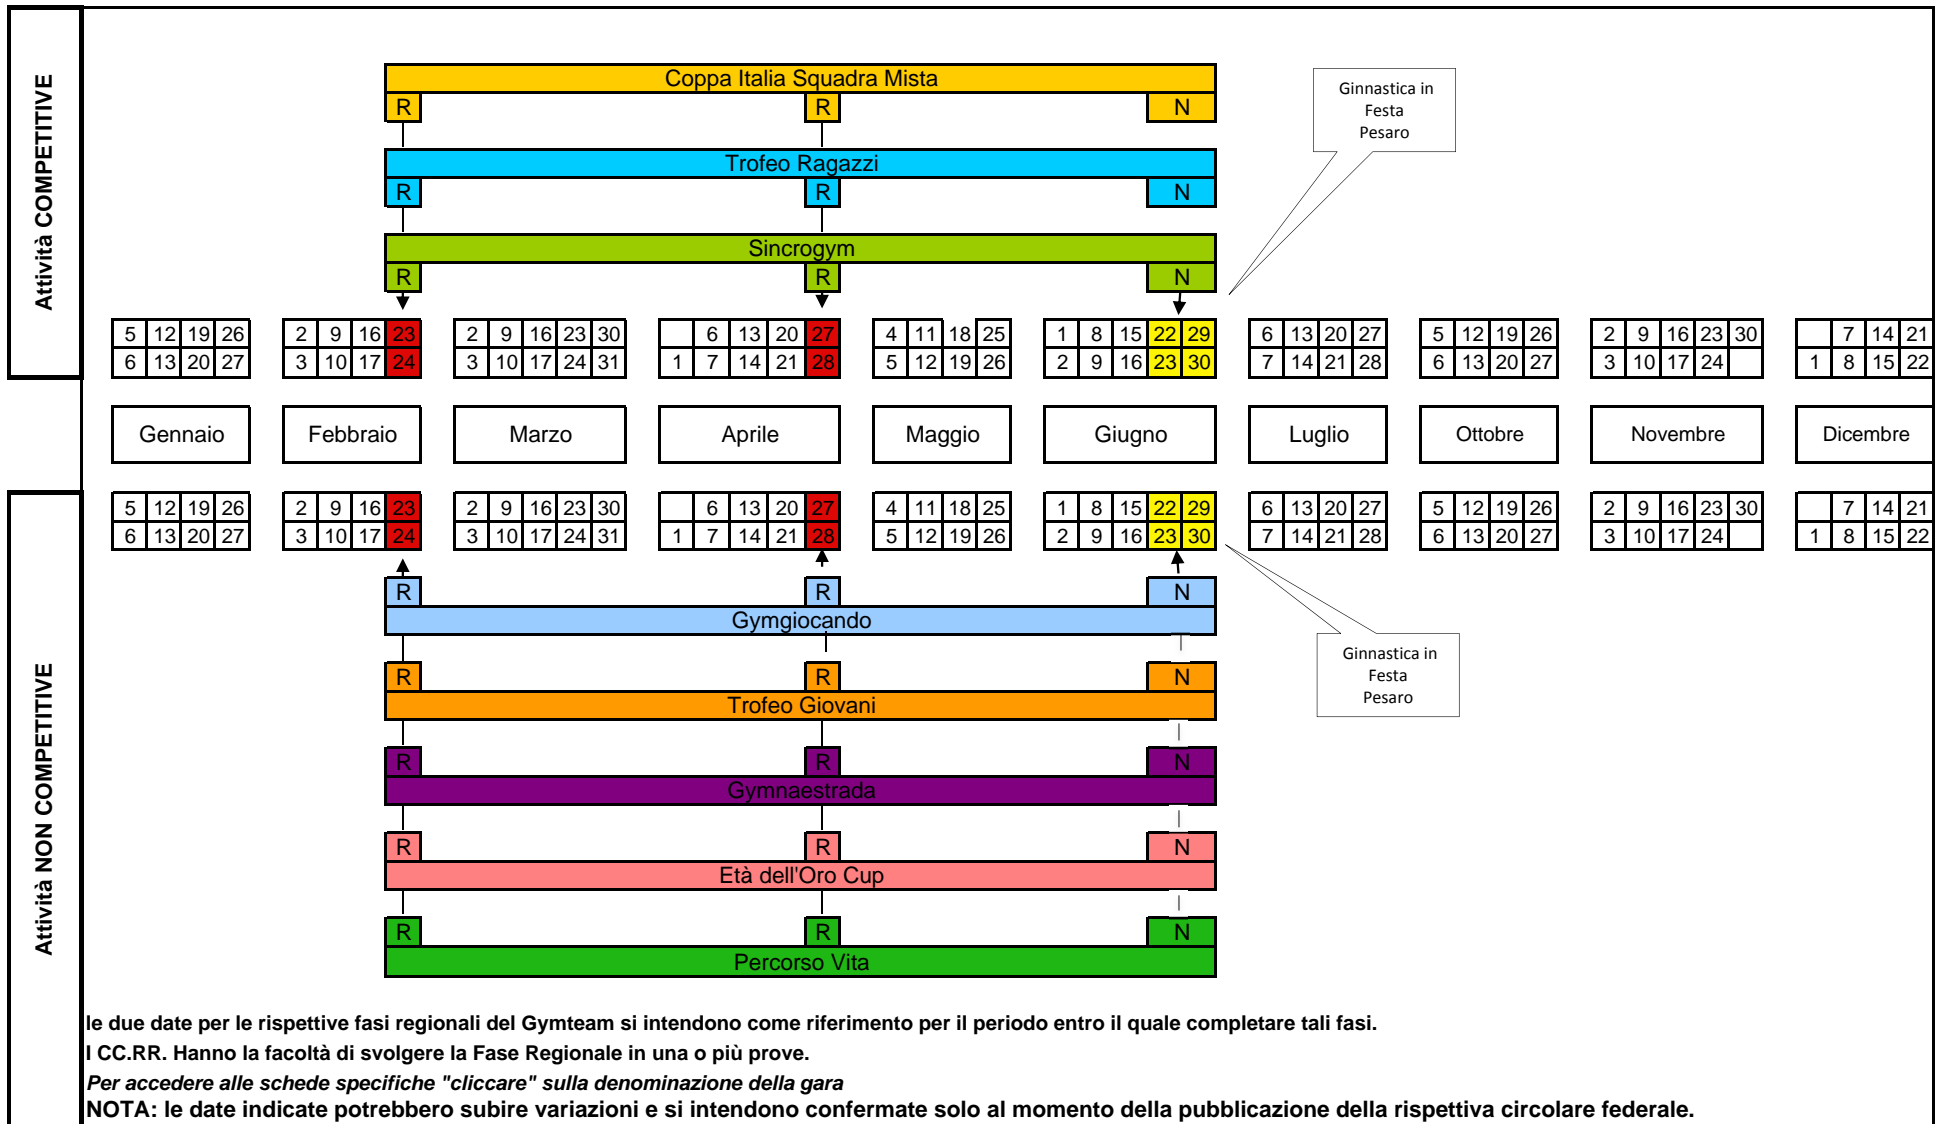 Attività COMPETITIVE
Coppa Italia Squadra Mista
R R N
Trofeo Ragazzi
R R N
Sincrogym
R R N
Ginnastica in
Festa
Pesaro
5 12 19 26 2 9 16 23 2 9 16 23 30 6 13 20 27 4 11 18 25 1 8 15 22 29 6 13 20 27 5 12 19 26 2 9 16 23 30 7 14 21
6 13 20 27 3 10 17 24 3 10 17 24 31 1 7 14 21 28 5 12 19 26 2 9 16 23 30 7 14 21 28 6 13 20 27 3 10 17 24 1 8 15 22
Gennaio Febbraio Marzo Aprile Maggio Giugno Luglio Ottobre Novembre Dicembre
Attività NON COMPETITIVE
5 12 19 26 2 9 16 23 2 9 16 23 30 6 13 20 27 4 11 18 25 1 8 15 22 29 6 13 20 27 5 12 19 26 2 9 16 23 30 7 14 21
6 13 20 27 3 10 17 24 3 10 17 24 31 1 7 14 21 28 5 12 19 26 2 9 16 23 30 7 14 21 28 6 13 20 27 3 10 17 24 1 8 15 22
R R N
Gymgiocando
Ginnastica in
Festa
Pesaro
R R N
Trofeo Giovani
R R N
Gymnaestrada
R R N
Età dell'Oro Cup
R R N
Percorso Vita
le due date per le rispettive fasi regionali del Gymteam si intendono come riferimento per il periodo entro il quale completare tali fasi.
I CC.RR. Hanno la facoltà di svolgere la Fase Regionale in una o più prove.
Per accedere alle schede specifiche "cliccare" sulla denominazione della gara
NOTA: le date indicate potrebbero subire variazioni e si intendono confermate solo al momento della pubblicazione della rispettiva circolare federale.